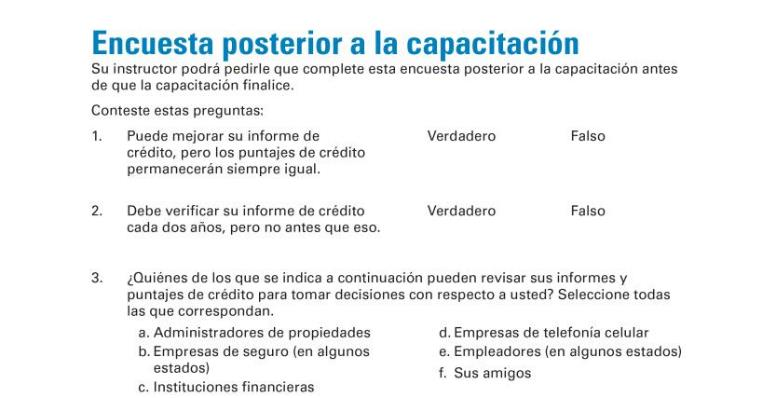 Encuesta posterior a la capacitación
Su instructor podrá pedirle que complete esta encuesta posterior a la capacitación antes
de que la capacitación finalice.
Conteste estas preguntas:
1. Puede mejorar su informe de Verdadero Falso
crédito, pero los puntajes de crédito
permanecerán siempre igual.
2. Debe verificar su informe de crédito Verdadero Falso
cada dos años, pero no antes que eso.
3. ¿Quiénes de los que se indica a continuación pueden revisar sus informes y
puntajes de crédito para tomar decisiones con respecto a usted? Seleccione todas
las que correspondan.
a. Administradores de propiedades
b. Empresas de seguro (en algunos
estados)
c. Instituciones financieras
d. Empresas de telefonía celular
e. Empleadores (en algunos estados)
f. Sus amigos